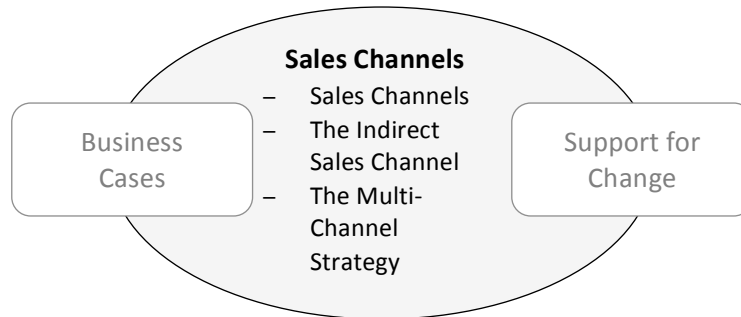 Sales Channels
– Sales Channels
– The Indirect
Sales Channel
– The Multi-
Channel
Strategy
Business
Cases
Support for
Change